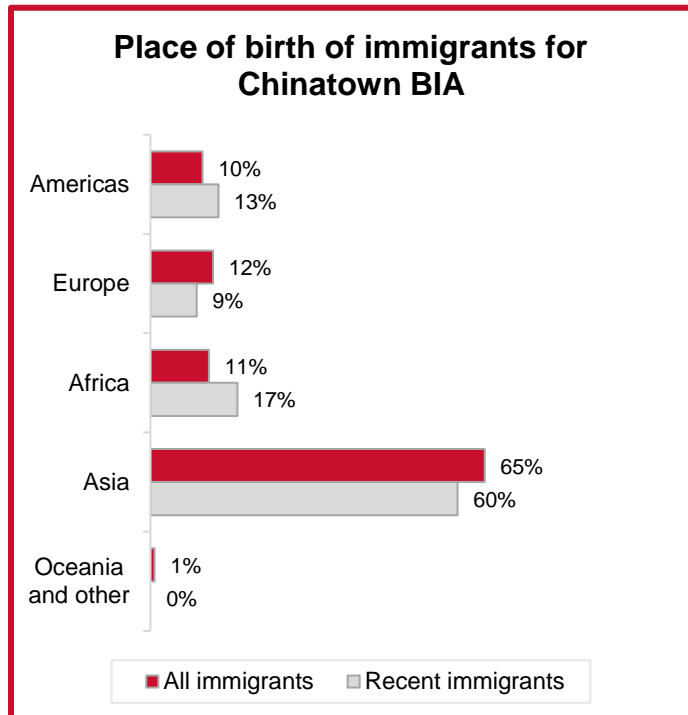 Place of birth of immigrants for
Chinatown BIA
Americas
10%
13%
Europe
12%
9%
Africa
11%
17%
Asia
65%
60%
Oceania
and other
1%
0%
All immigrants
Recent immigrants